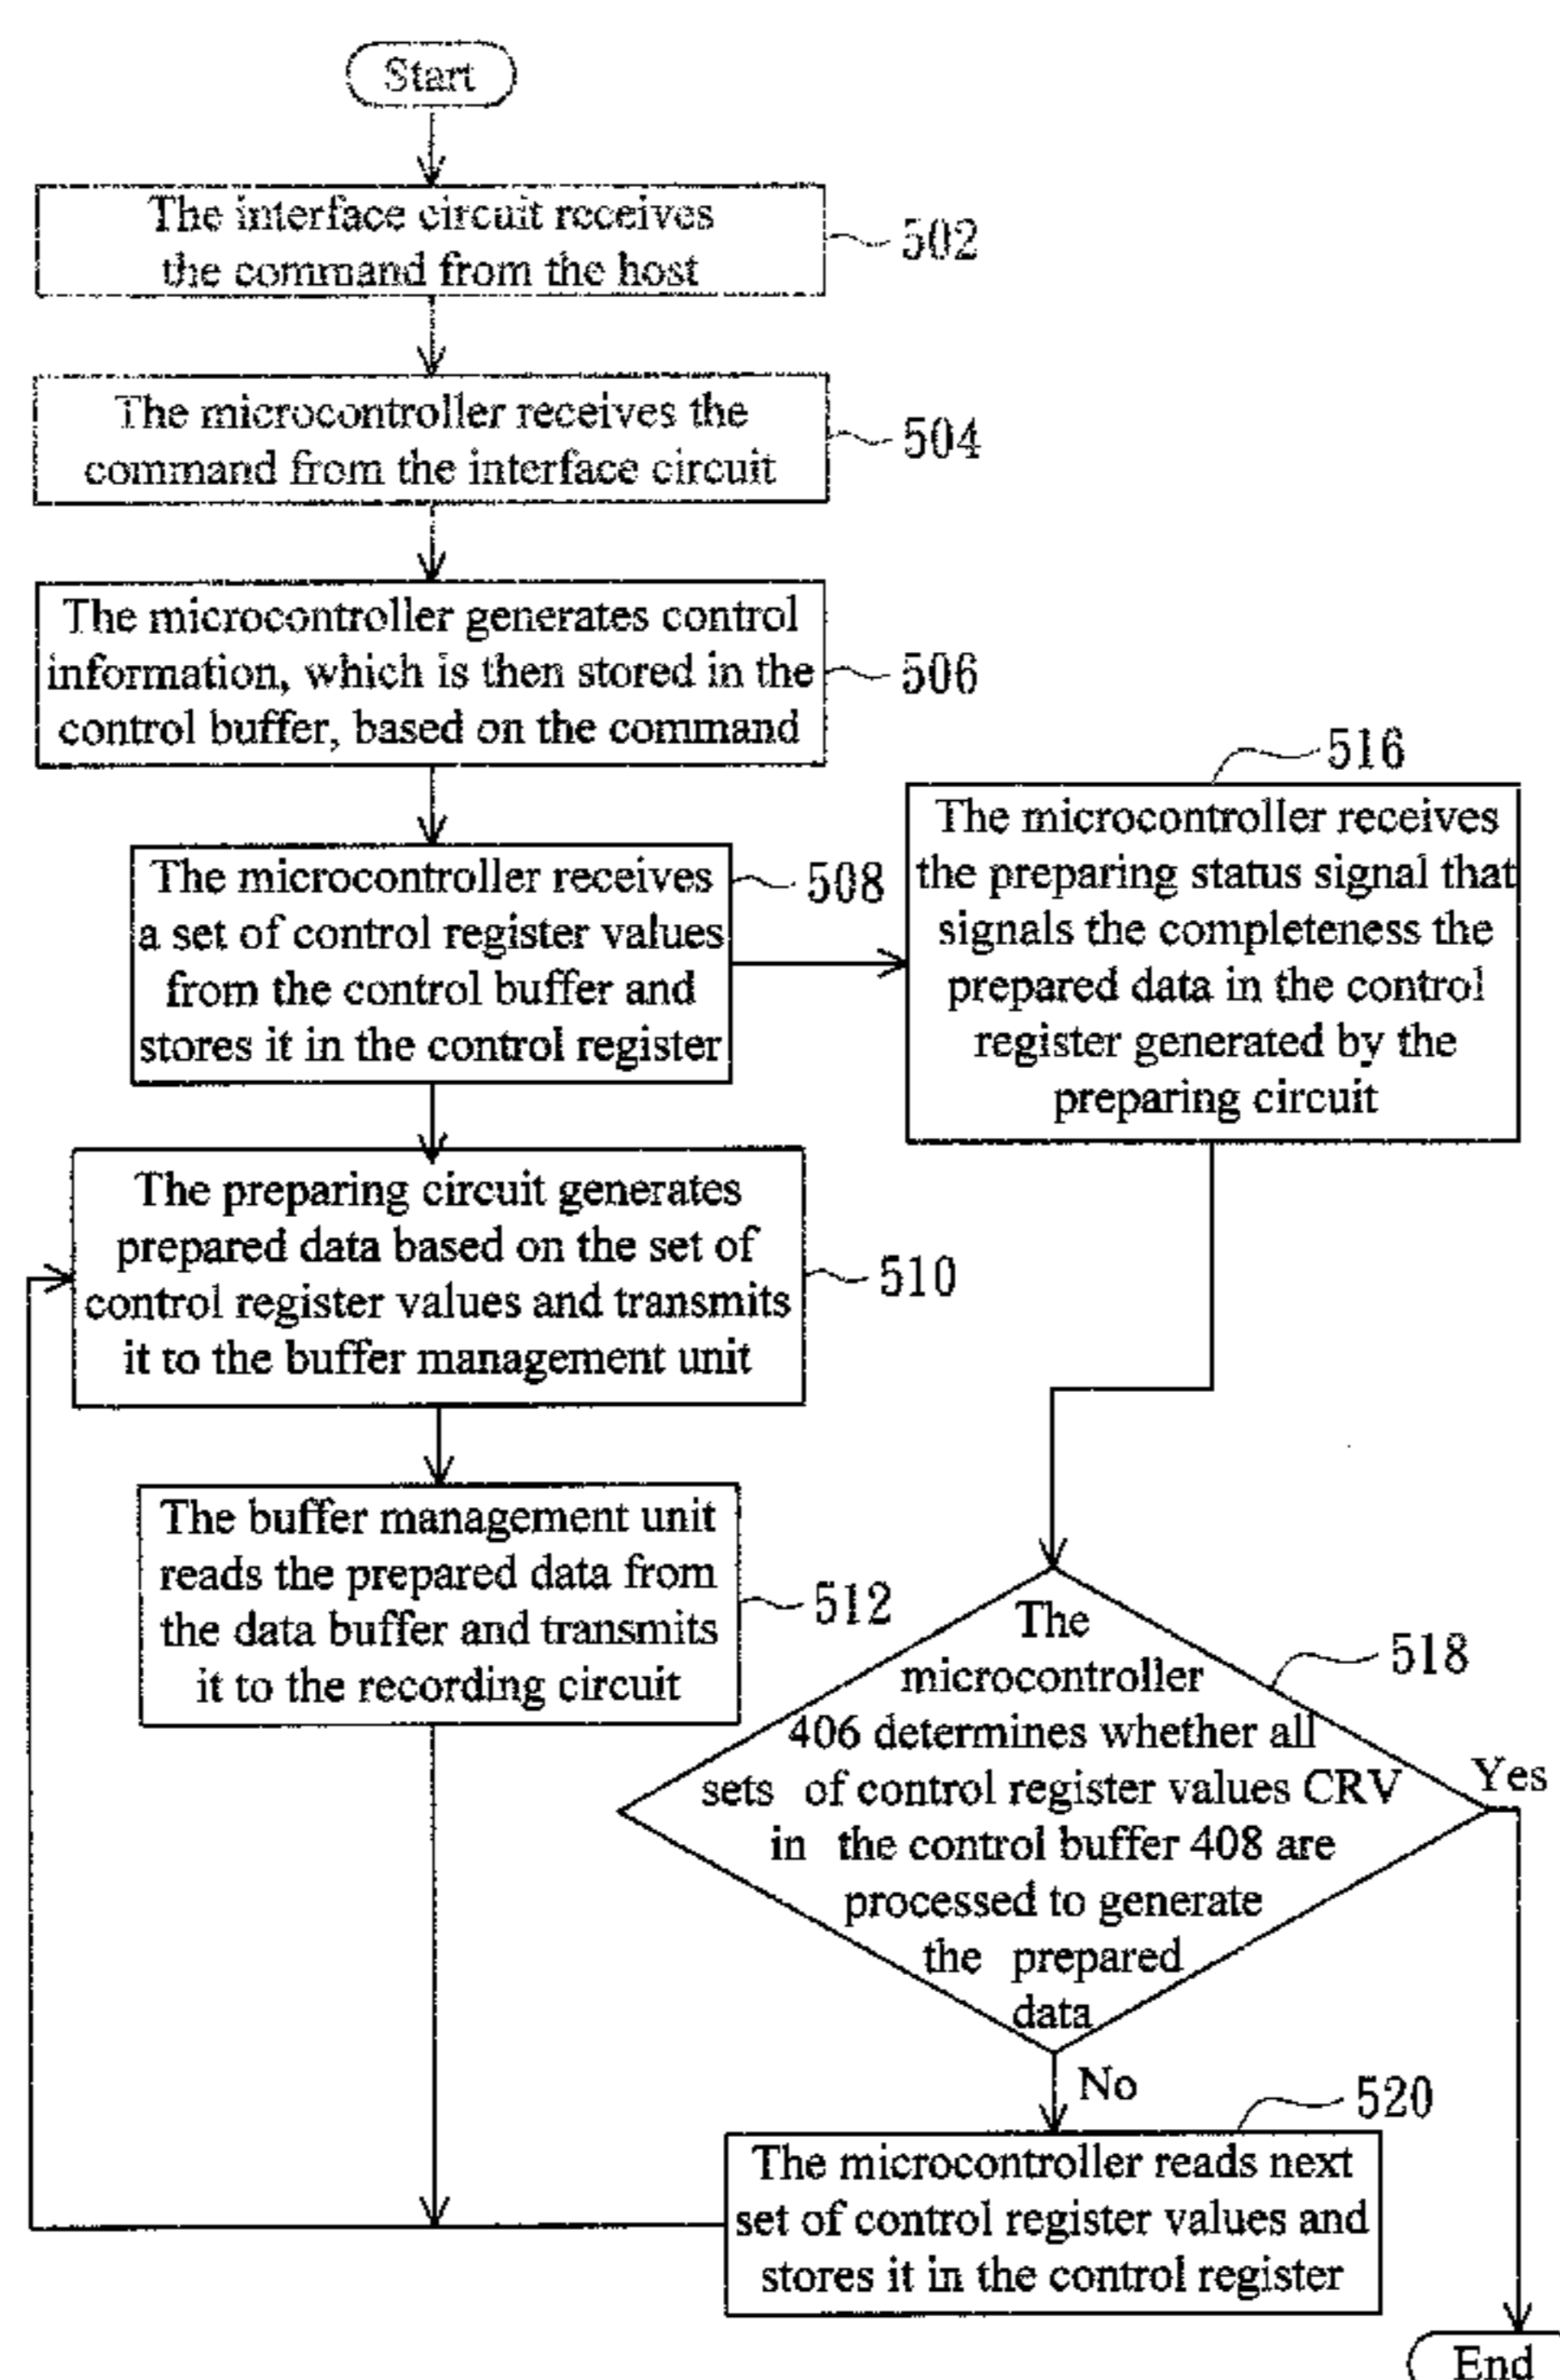 Start
The interface circuit receives
the command from the host
502
The microcontroller receives the
command from the interface circuit
504
The microcontroller generates control
information, which is then stored in the
control buffer, based on the command
506
The microcontroller receives
a set of control register values
from the control buffer and
stores it in the control register
508
516
The microcontroller receives
the preparing status signal that
signals the completeness the
prepared data in the control
register generated by the
preparing circuit
The preparing circuit generates
prepared data based on the set of
control register values and transmits
it to the buffer management unit
510
The buffer management unit
reads the prepared data from
the data buffer and transmits
it to the recording circuit
512
The
microcontroller
406 determines whether all
sets of control register values CRV
in the control buffer 408 are
processed to generate
the prepared
data
518
Yes
No
520
The microcontroller reads next
set of control register values and
stores it in the control register
End